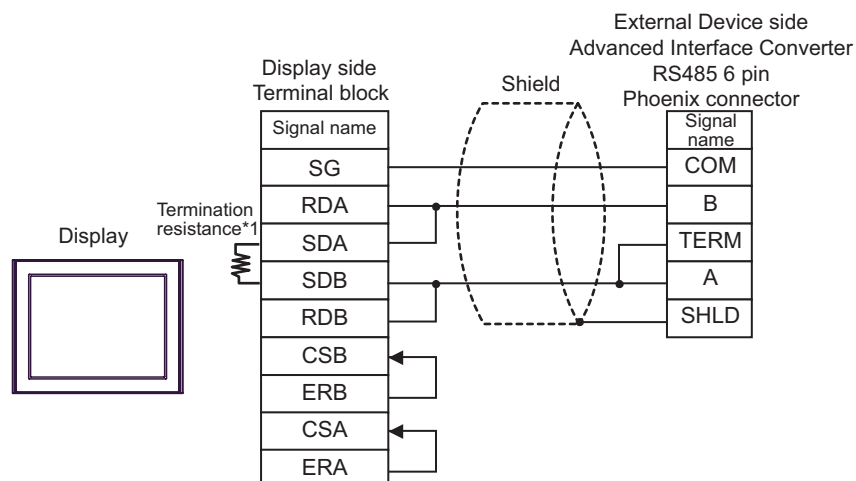 External Device side
Advanced Interface Converter
RS485 6 pin
Phoenix connector
Display side
Terminal block
Shield
Signal name
Signal
name
SG
COM
RDA
B
Termination
resistance*1
Display
SDA
TERM
SDB
A
RDB
SHLD
CSB
ERB
CSA
ERA